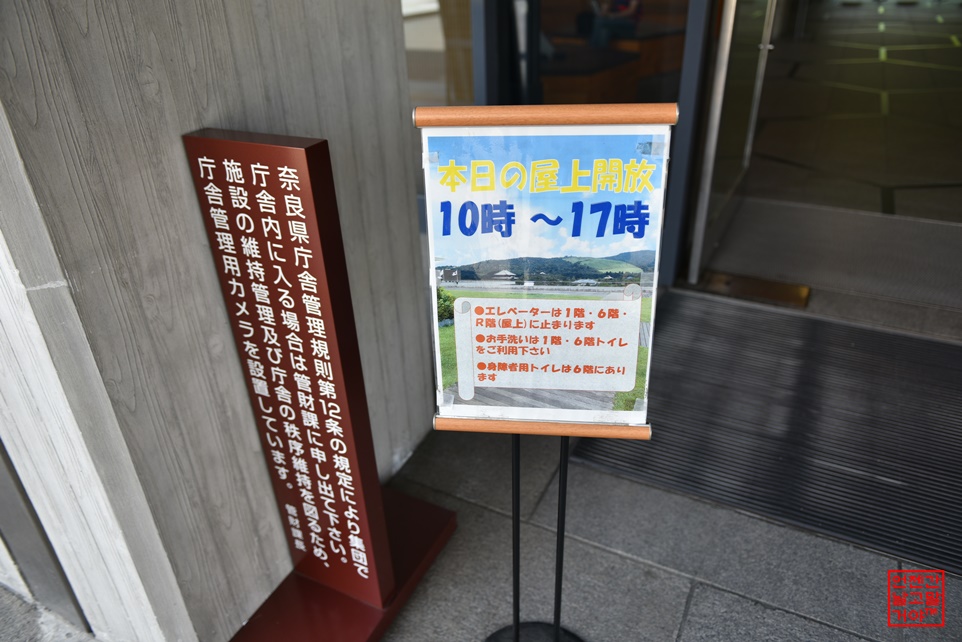 奈良県庁舎管理規則第12条の規定により集団で
庁舎内に入る場合は管財課に申し出て下さい。
施設の維持管理及び庁舎の秩序維持を図るため、
庁舎管理用カメラを設置しています。
管財課長
本日の屋上開放
10時 ～17時
●エレベーターは1階・6階・
R階(屋上)に止まります
●お手洗いは1階・6階トイレ
をご利用下さい
●身障者用トイレは6階にあり
ます